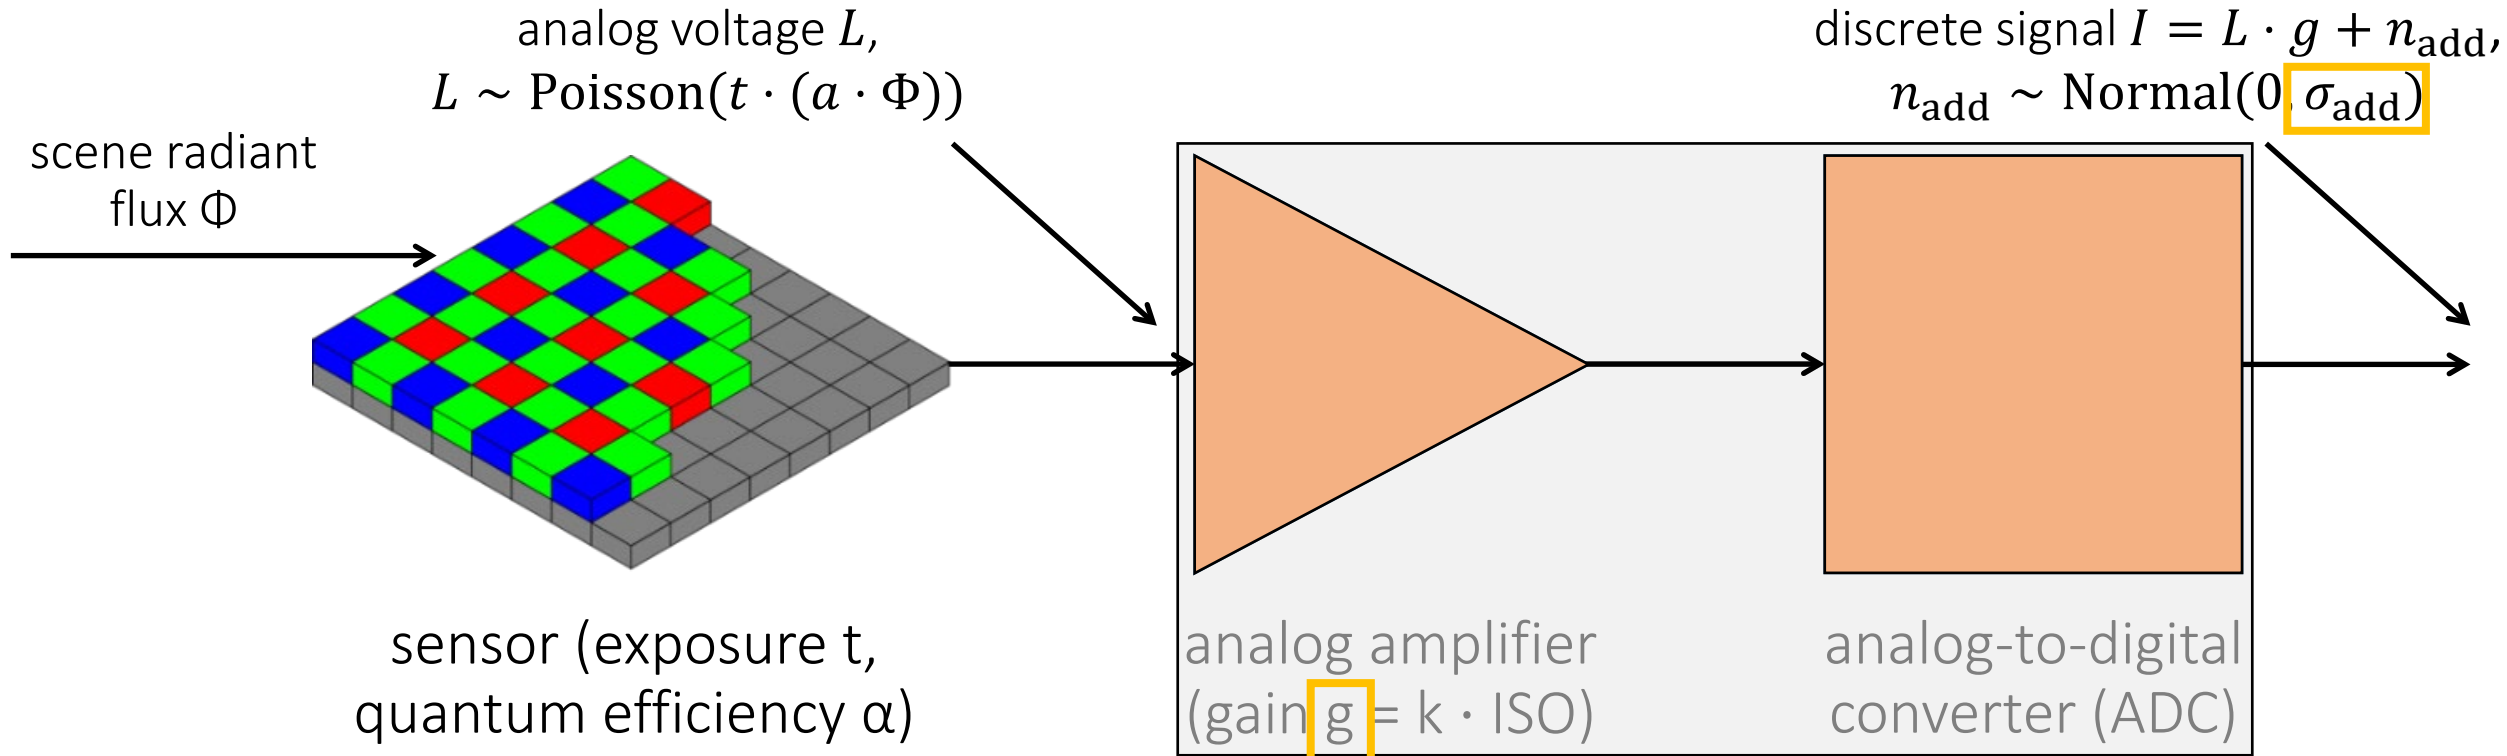 analog voltage L,
L ~ Poisson(t · (a · Φ))
discrete signal I = L · g + n_add,
n_add ~ Normal(0, σ_add)
scene radiant
flux Φ
sensor (exposure t,
quantum efficiency α)
analog amplifier
(gain g = k · ISO)
analog-to-digital
converter (ADC)